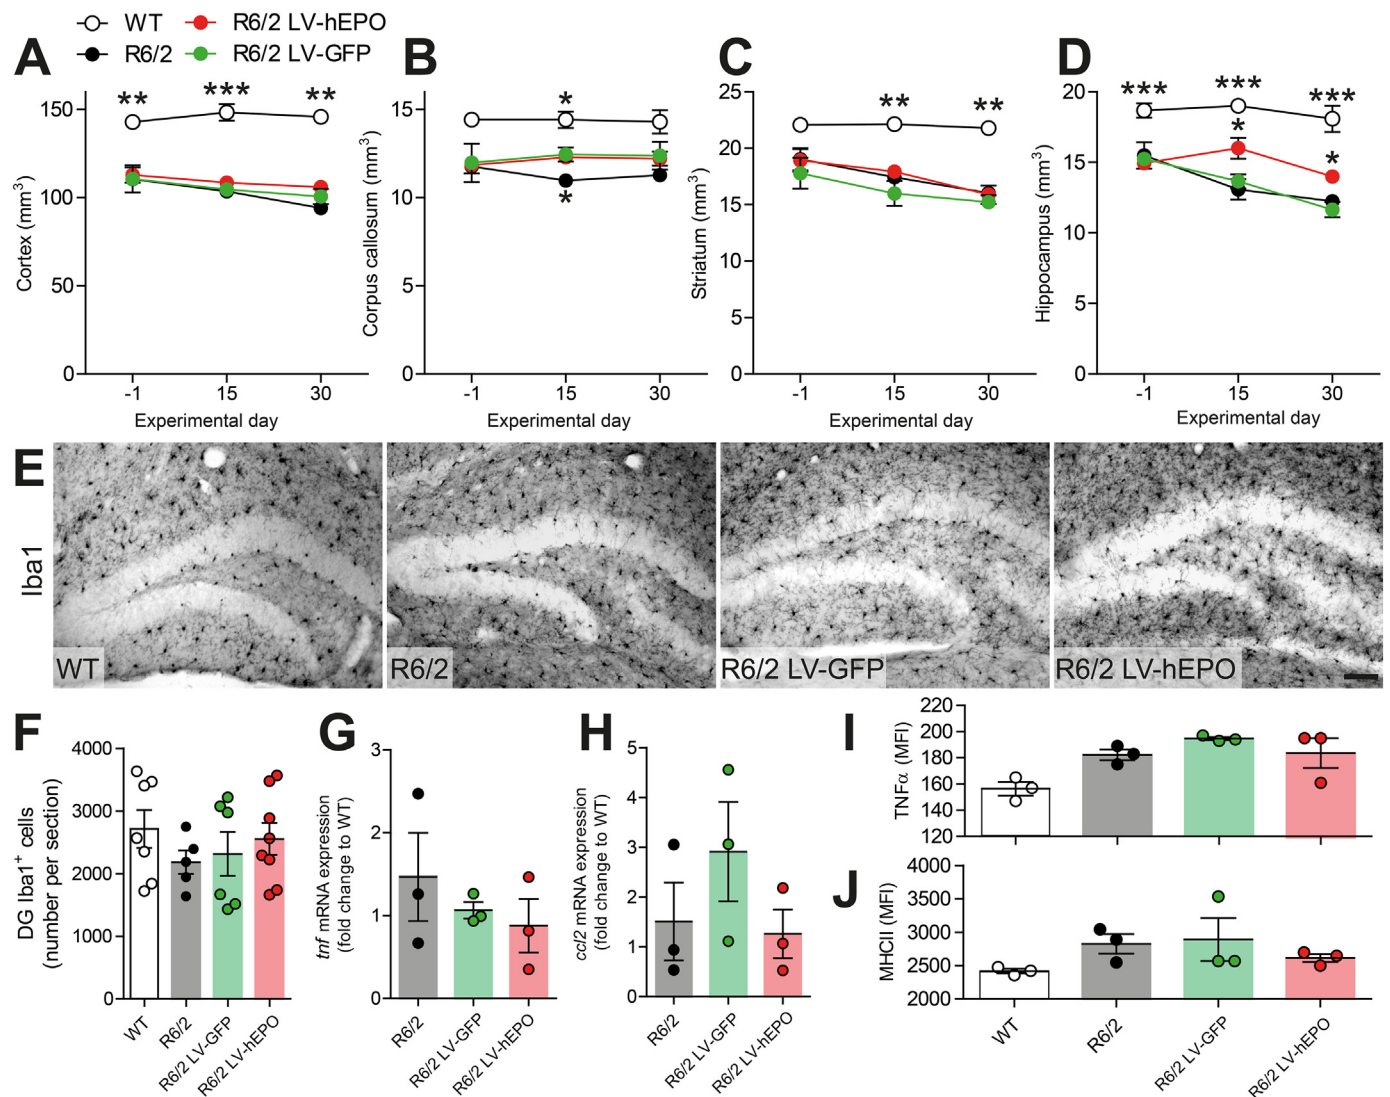 WT
R6/2 LV-hEPO
R6/2
R6/2 LV-GFP
A
Cortex (mm³)
150
100
50
0
** *** **
-1 15 30
Experimental day
B
Corpus callosum (mm³)
15
10
5
0
*
*
-1 15 30
Experimental day
C
Striatum (mm³)
25
20
15
10
5
0
** **
-1 15 30
Experimental day
D
Hippocampus (mm³)
20
15
10
5
0
*** *** ***
* *
-1 15 30
Experimental day
E
Iba1
WT
R6/2
R6/2 LV-GFP
R6/2 LV-hEPO
F
DG Iba1⁺ cells
(number per section)
4000
3000
2000
1000
0
WT
R6/2
R6/2 LV-GFP
R6/2 LV-hEPO
G
tnf mRNA expression
(fold change to WT)
3
2
1
0
R6/2
R6/2 LV-GFP
R6/2 LV-hEPO
H
ccl2 mRNA expression
(fold change to WT)
5
4
3
2
1
0
R6/2
R6/2 LV-GFP
R6/2 LV-hEPO
I
TNFα (MFI)
220
200
180
160
140
120
J
MHCII (MFI)
4000
3500
3000
2500
2000
WT
R6/2
R6/2 LV-GFP
R6/2 LV-hEPO